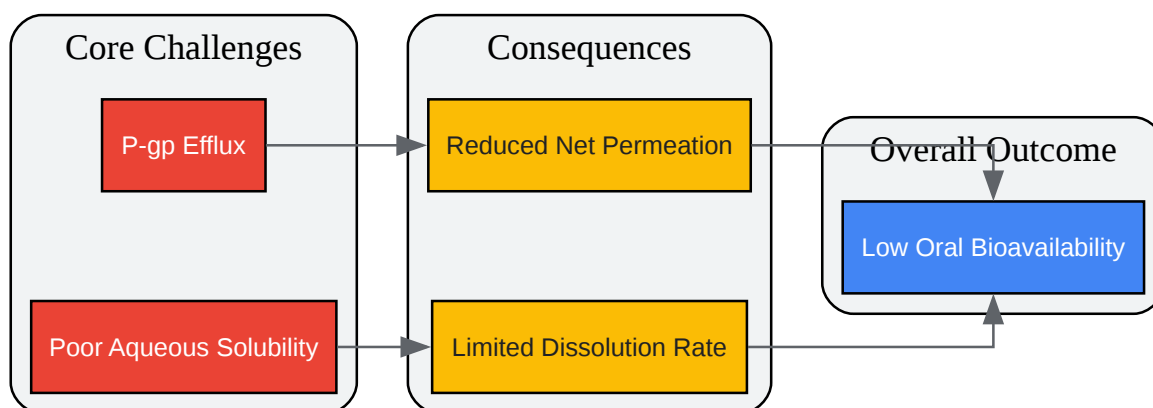 Core Challenges
P-gp Efflux
Poor Aqueous Solubility
Consequences
Reduced Net Permeation
Limited Dissolution Rate
Overall Outcome
Low Oral Bioavailability